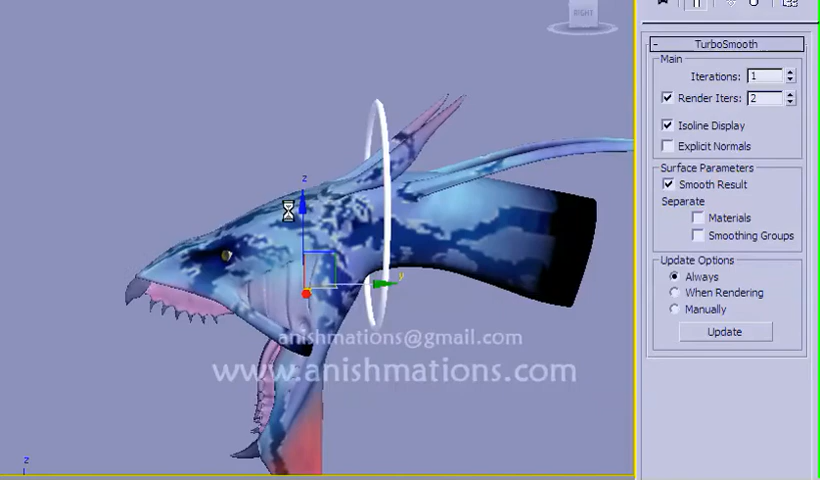 RIGHT
TurboSmooth
Main
Iterations: 1
Render Iters: 2
Isoline Display
Explicit Normals
Surface Parameters
Smooth Result
Separate
Materials
Smoothing Groups
Update Options
Always
When Rendering
Manually
Update
z
y
anishmations@gmail.com
www.anishmations.com
z